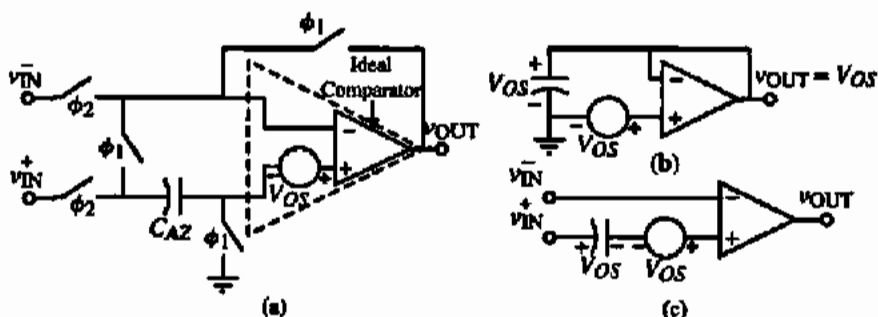 ϕ1
Ideal
Comparator
v⁻IN
ϕ2
ϕ1
v⁺IN
ϕ2
CAZ
ϕ1
−
+
−
+
VOS
vOUT
(a)
+
VOS
−
−
+
−
+
VOS
vOUT = VOS
(b)
v⁻IN
v⁺IN
+
−
VOS
−
+
VOS
−
+
vOUT
(c)